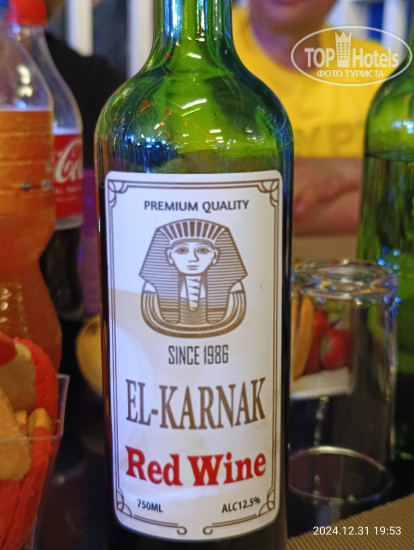 TOP Hotels
ФОТО ТУРИСТА
Coca
PREMIUM QUALITY
SINCE 1986
EL-KARNAK
Red Wine
750ML
ALC12.5%
2024.12.31 19:53